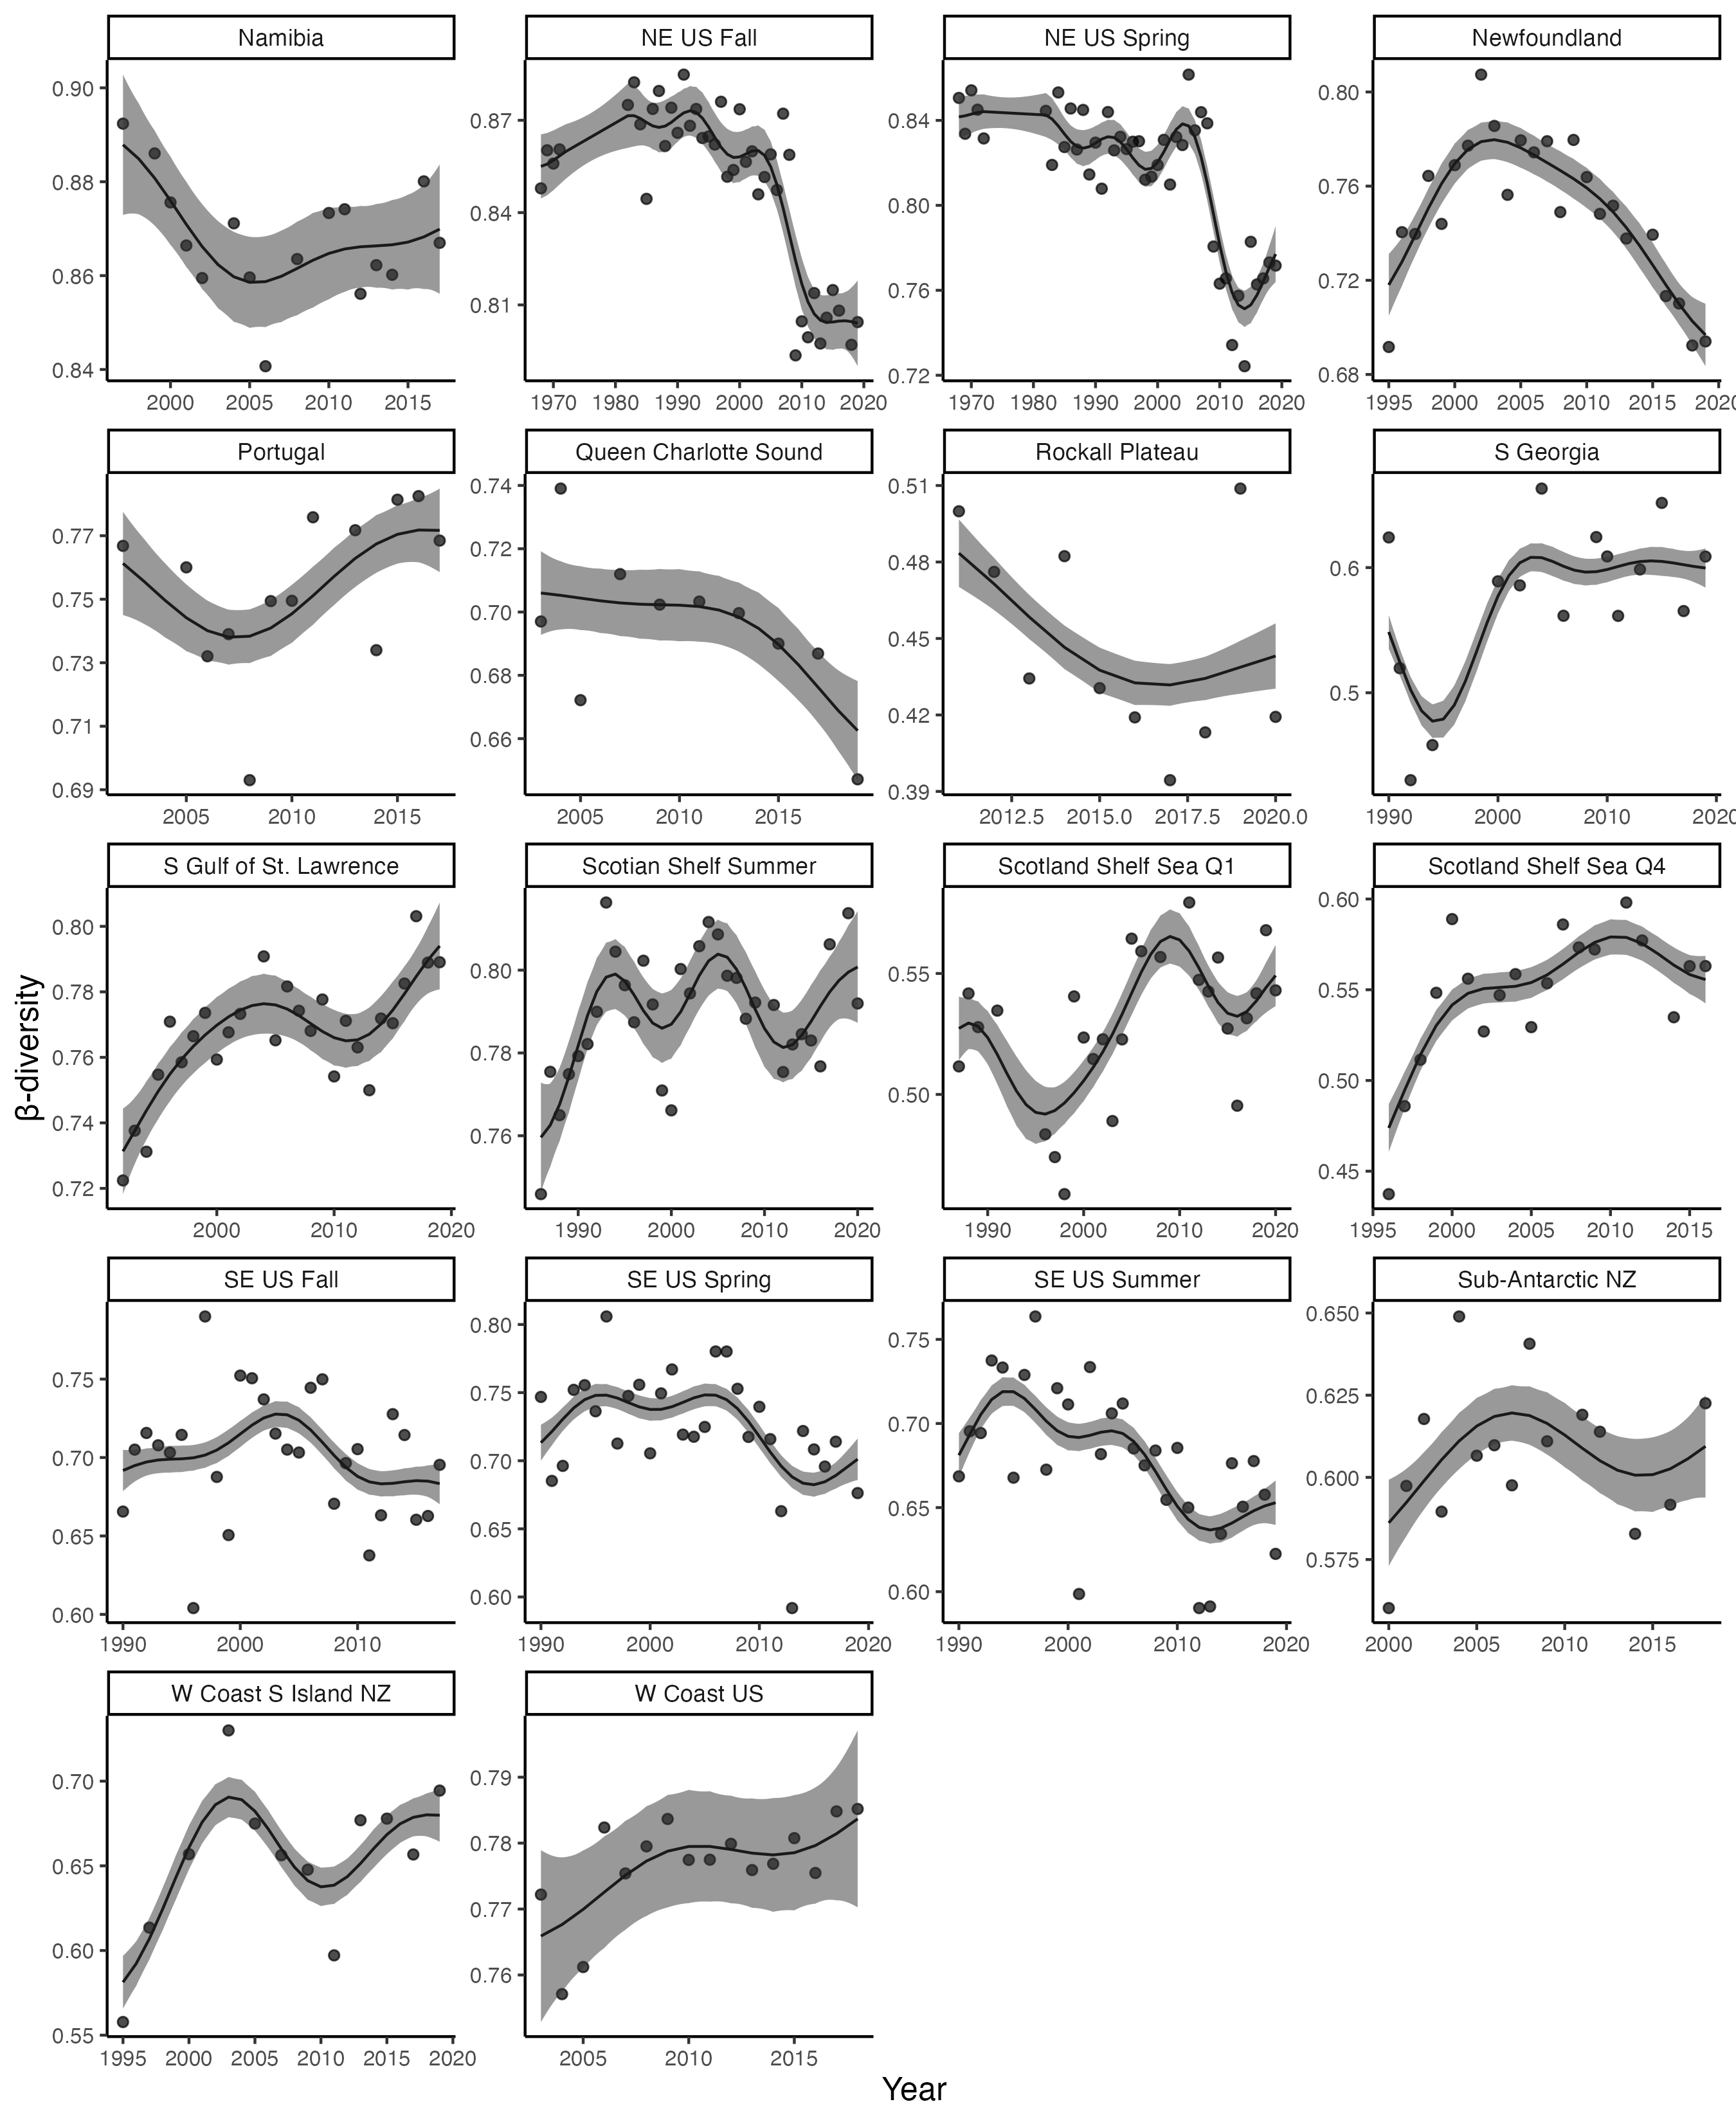 Namibia NE US Fall NE US Spring Newfoundland
0.90
0.88
0.86
0.84
2000 2005 2010 2015
0.87
0.84
0.81
1970 1980 1990 2000 2010 2020
0.84
0.80
0.76
0.72
1970 1980 1990 2000 2010 2020
0.80
0.76
0.72
0.68
1995 2000 2005 2010 2015 2020
Portugal Queen Charlotte Sound Rockall Plateau S Georgia
0.77
0.75
0.73
0.71
0.69
2005 2010 2015
0.74
0.72
0.70
0.68
0.66
2005 2010 2015
0.51
0.48
0.45
0.42
0.39
2012.5 2015.0 2017.5 2020.0
0.6
0.5
1990 2000 2010 2020
S Gulf of St. Lawrence Scotian Shelf Summer Scotland Shelf Sea Q1 Scotland Shelf Sea Q4
0.80
0.78
0.76
0.74
0.72
2000 2010 2020
0.80
0.78
0.76
1990 2000 2010 2020
0.55
0.50
1990 2000 2010 2020
0.60
0.55
0.50
0.45
1995 2000 2005 2010 2015
β-diversity
SE US Fall SE US Spring SE US Summer Sub-Antarctic NZ
0.75
0.70
0.65
0.60
1990 2000 2010
0.80
0.75
0.70
0.65
0.60
1990 2000 2010 2020
0.75
0.70
0.65
0.60
1990 2000 2010 2020
0.650
0.625
0.600
0.575
2000 2005 2010 2015
W Coast S Island NZ W Coast US
0.70
0.65
0.60
0.55
1995 2000 2005 2010 2015 2020
0.79
0.78
0.77
0.76
2005 2010 2015
Year